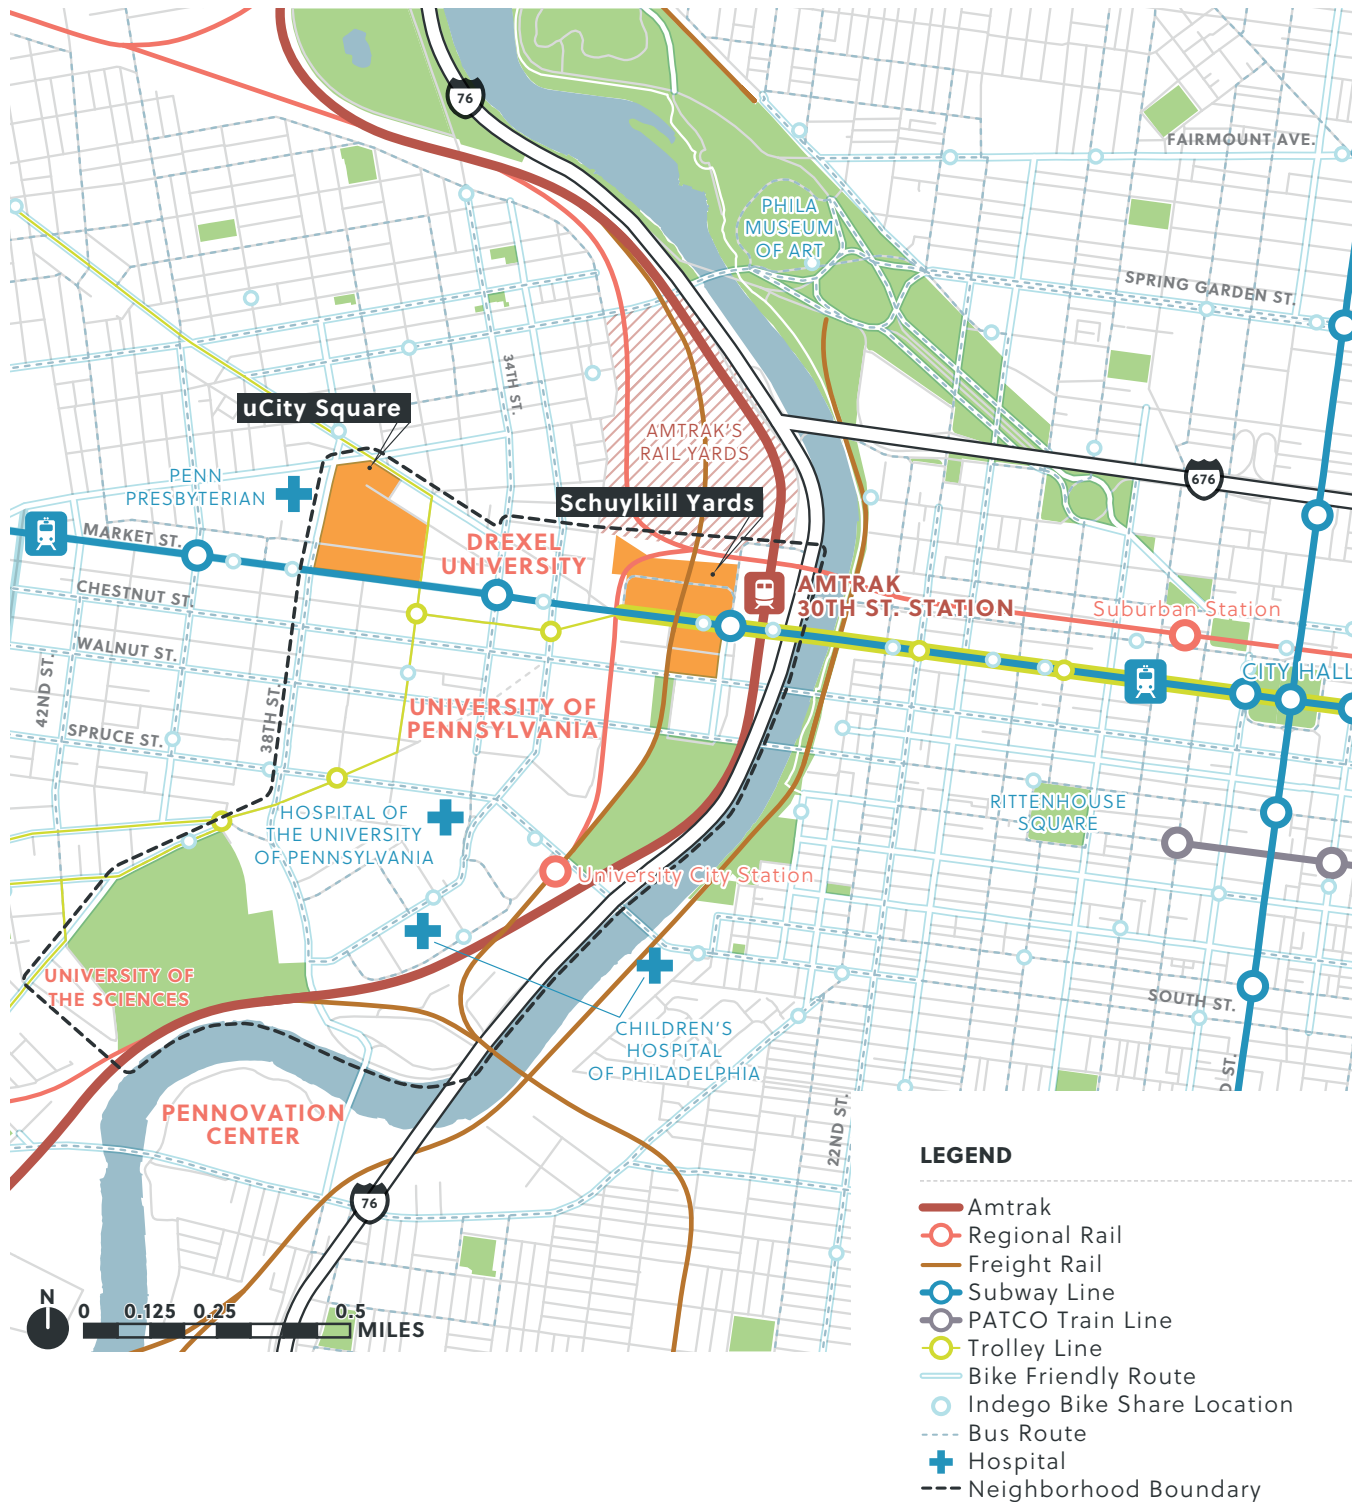 76
FAIRMOUNT AVE.
PHILA
MUSEUM
OF ART
SPRING GARDEN ST.
34TH ST.
uCity Square
AMTRAK'S
RAIL YARDS
PENN
PRESBYTERIAN
676
Schuylkill Yards
MARKET ST.
DREXEL
UNIVERSITY
AMTRAK
30TH ST. STATION
CHESTNUT ST.
Suburban Station
WALNUT ST.
CITY HALL
42ND ST.
38TH ST.
UNIVERSITY OF
PENNSYLVANIA
SPRUCE ST.
RITTENHOUSE
SQUARE
HOSPITAL OF
THE UNIVERSITY
OF PENNSYLVANIA
University City Station
UNIVERSITY OF
THE SCIENCES
SOUTH ST.
CHILDREN'S
HOSPITAL
OF PHILADELPHIA
D ST.
PENNOVATION
CENTER
22ND ST.
76
LEGEND
Amtrak
Regional Rail
Freight Rail
Subway Line
PATCO Train Line
Trolley Line
Bike Friendly Route
Indego Bike Share Location
Bus Route
Hospital
Neighborhood Boundary
N
0 0.125 0.25 0.5
MILES